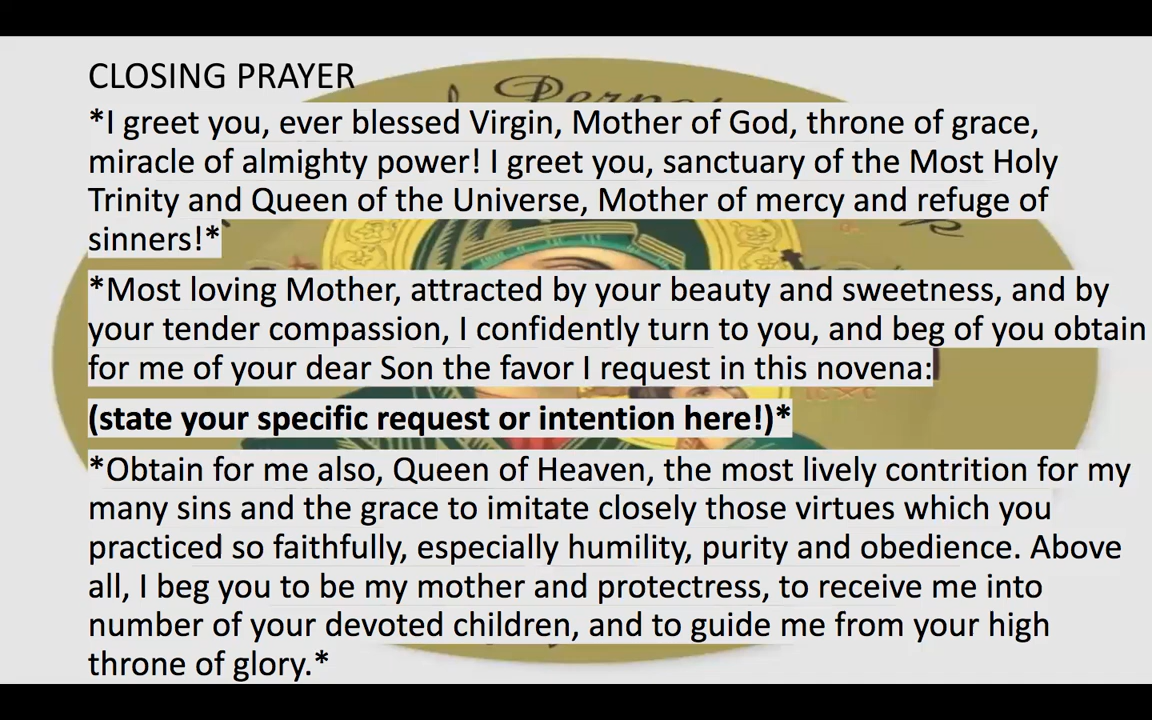 CLOSING PRAYER
*I greet you, ever blessed Virgin, Mother of God, throne of grace,
miracle of almighty power! I greet you, sanctuary of the Most Holy
Trinity and Queen of the Universe, Mother of mercy and refuge of
sinners!*
*Most loving Mother, attracted by your beauty and sweetness, and by
your tender compassion, I confidently turn to you, and beg of you obtain
for me of your dear Son the favor I request in this novena:
(state your specific request or intention here!)*
*Obtain for me also, Queen of Heaven, the most lively contrition for my
many sins and the grace to imitate closely those virtues which you
practiced so faithfully, especially humility, purity and obedience. Above
all, I beg you to be my mother and protectress, to receive me into
number of your devoted children, and to guide me from your high
throne of glory.*